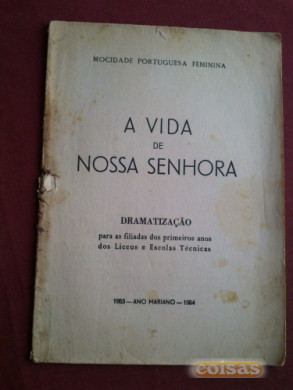 MOCIDADE PORTUGUESA FEMININA
A VIDA
DE
NOSSA SENHORA
DRAMATIZAÇÃO
para as filiadas dos primeiros anos
dos Liceus e Escolas Técnicas
1953 — ANO MARIANO — 1954
coisas